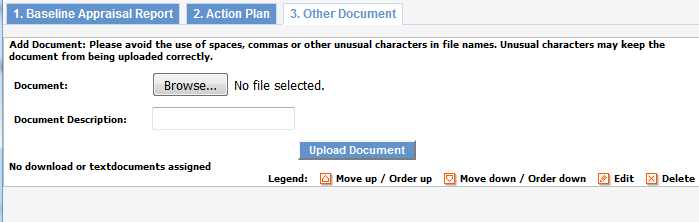 1. Baseline Appraisal Report 2. Action Plan 3. Other Document
Add Document: Please avoid the use of spaces, commas or other unusual characters in file names. Unusual characters may keep the
document from being uploaded correctly.
Document: Browse... No file selected.
Document Description:
Upload Document
No download or textdocuments assigned
Legend: Move up / Order up Move down / Order down Edit Delete